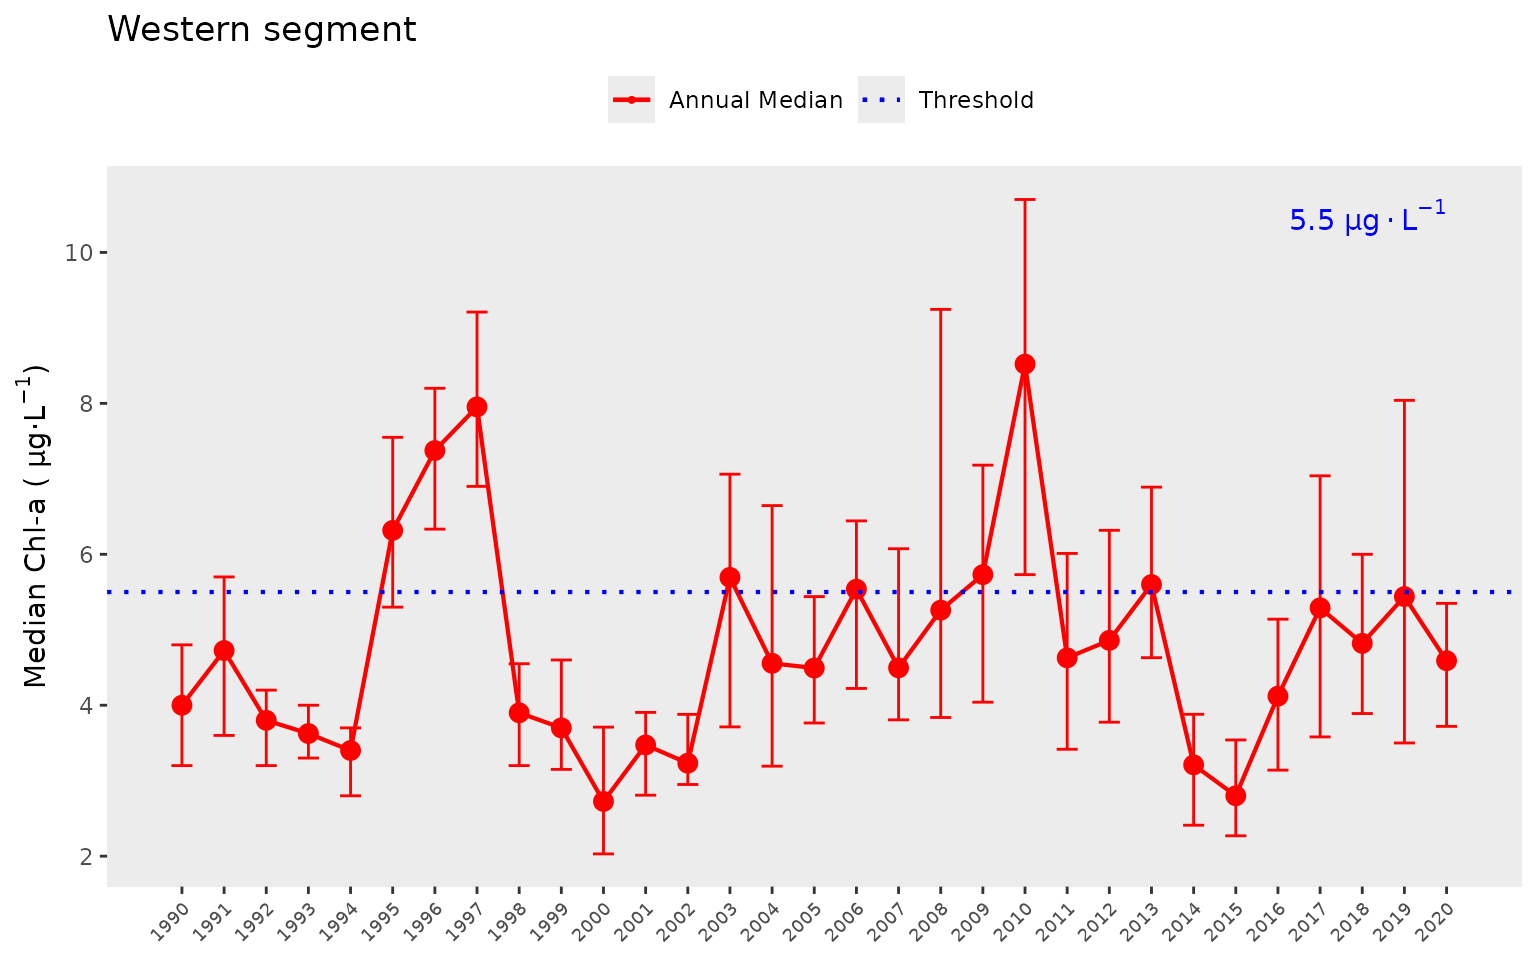 Western segment
Annual Median
Threshold
5.5 µg·L⁻¹
Median Chl-a ( µg·L⁻¹)
10
8
6
4
2
1990 1991 1992 1993 1994 1995 1996 1997 1998 1999 2000 2001 2002 2003 2004 2005 2006 2007 2008 2009 2010 2011 2012 2013 2014 2015 2016 2017 2018 2019 2020